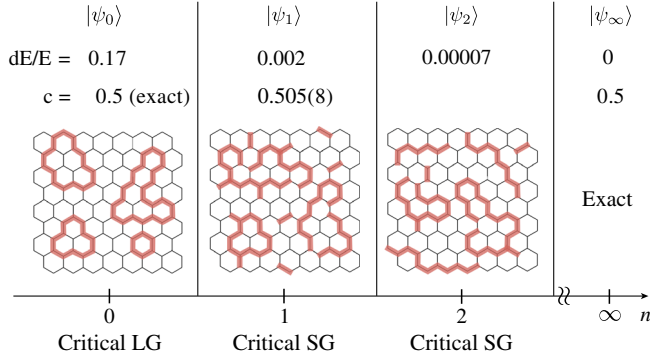 |ψ₀⟩ |ψ₁⟩ |ψ₂⟩ |ψ∞⟩
dE/E = 0.17 0.002 0.00007 0
c = 0.5 (exact) 0.505(8) 0.5
Exact
0 1 2 ∞ n
Critical LG Critical SG Critical SG